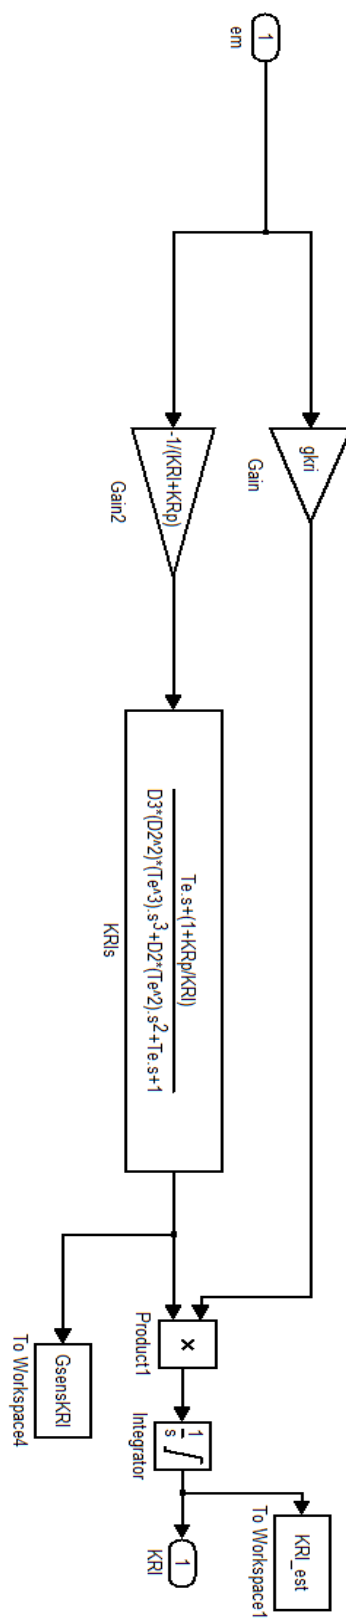 1
em
gkri
Gain
-1/(KRI+KRp)
Gain2
Te.s+(1+KRp/KRI)
D3*(D2^2)*(Te^3).s^3+D2*(Te^2).s^2+Te.s+1
KRIs
GsensKRI
To Workspace4
×
Product1
1
s
Integrator
KRI_est
To Workspace1
1
KRI